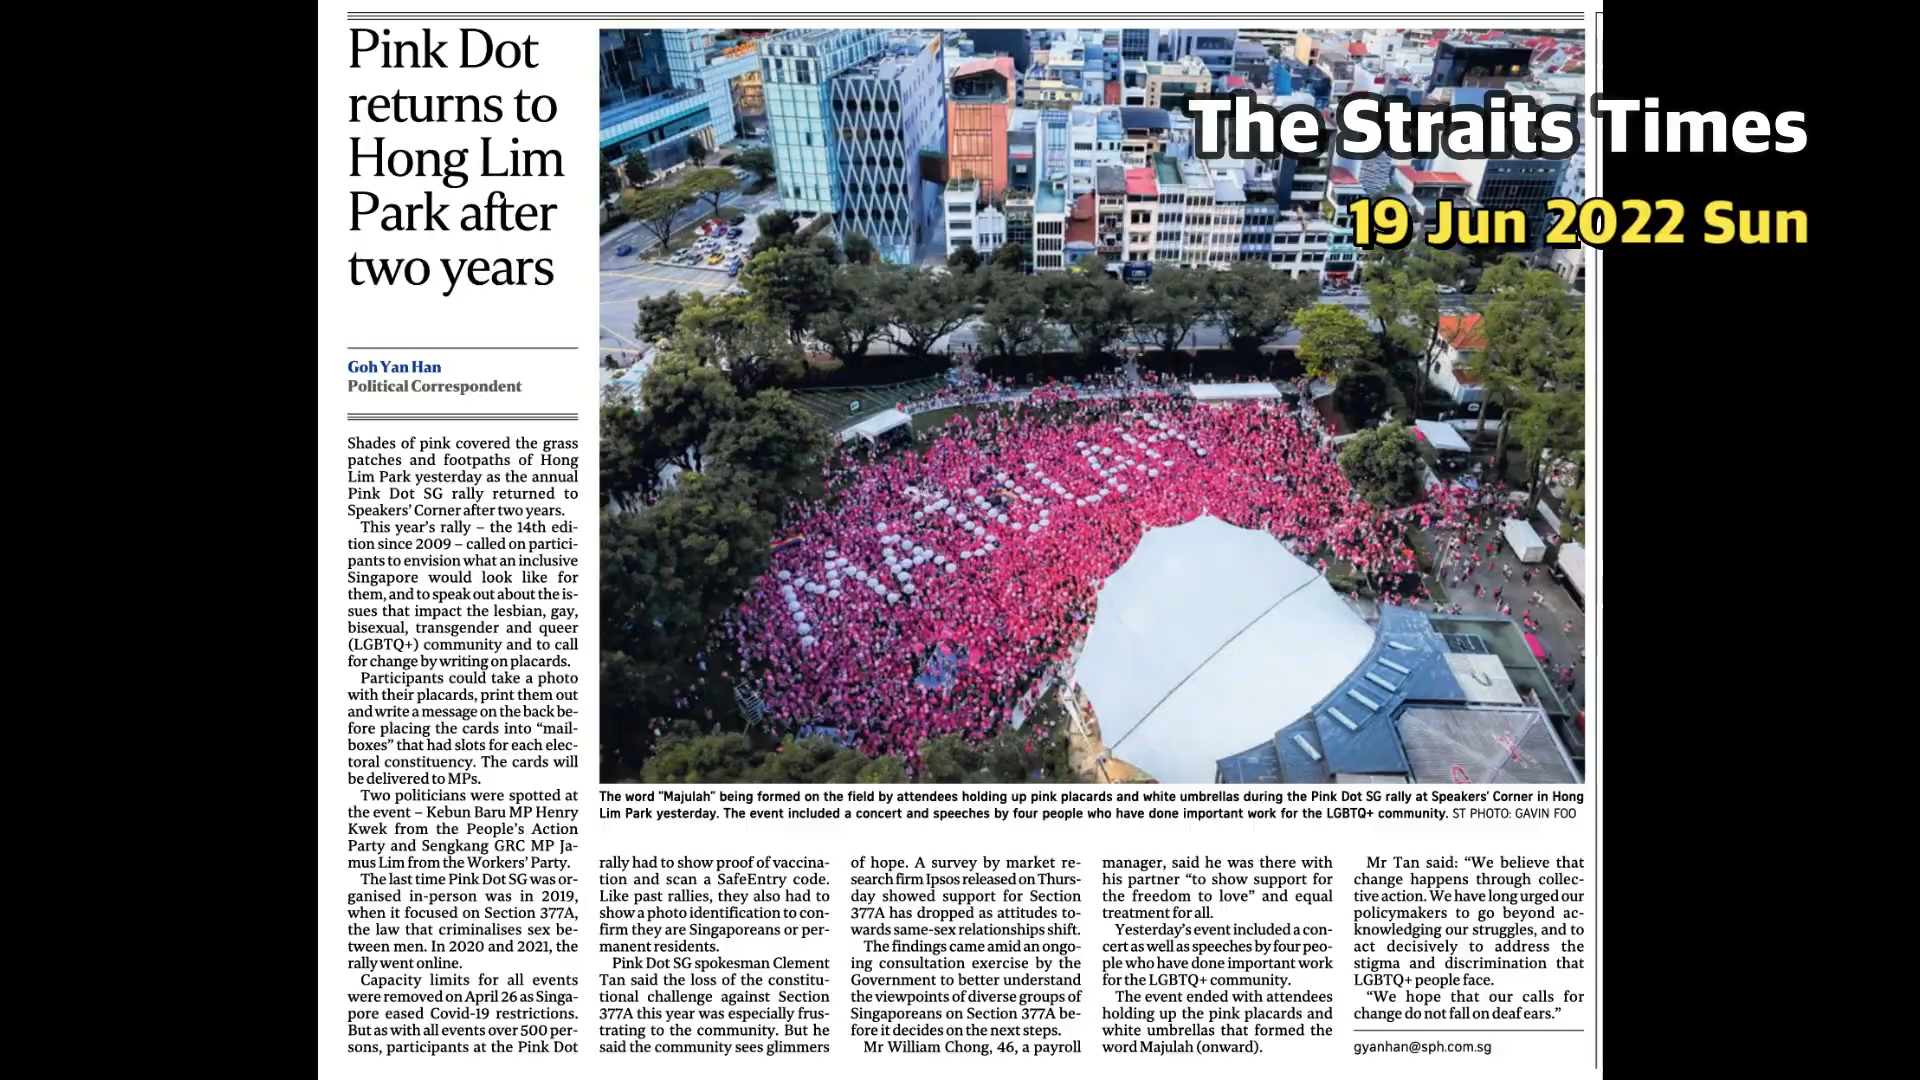 Pink Dot
returns to
Hong Lim
Park after
two years
Goh Yan Han
Political Correspondent
Shades of pink covered the grass
patches and footpaths of Hong
Lim Park yesterday as the annual
Pink Dot SG rally returned to
Speakers' Corner after two years.
This year's rally – the 14th edi-
tion since 2009 – called on partici-
pants to envision what an inclusive
Singapore would look like for
them, and to speak out about the is-
sues that impact the lesbian, gay,
bisexual, transgender and queer
(LGBTQ+) community and to call
for change by writing on placards.
Participants could take a photo
with their placards, print them out
and write a message on the back be-
fore placing the cards into “mail-
boxes” that had slots for each elec-
toral constituency. The cards will
be delivered to MPs.
Two politicians were spotted at
the event – Kebun Baru MP Henry
Kwek from the People's Action
Party and Sengkang GRC MP Ja-
mus Lim from the Workers' Party.
The last time Pink Dot SG was or-
ganised in-person was in 2019,
when it focused on Section 377A,
the law that criminalises sex be-
tween men. In 2020 and 2021, the
rally went online.
Capacity limits for all events
were removed on April 26 as Singa-
pore eased Covid-19 restrictions.
But as with all events over 500 per-
sons, participants at the Pink Dot
The Straits Times
19 Jun 2022 Sun
MAJULAH
The word “Majulah” being formed on the field by attendees holding up pink placards and white umbrellas during the Pink Dot SG rally at Speakers' Corner in Hong
Lim Park yesterday. The event included a concert and speeches by four people who have done important work for the LGBTQ+ community. ST PHOTO: GAVIN FOO
rally had to show proof of vaccina-
tion and scan a SafeEntry code.
Like past rallies, they also had to
show a photo identification to con-
firm they are Singaporeans or per-
manent residents.
Pink Dot SG spokesman Clement
Tan said the loss of the constitu-
tional challenge against Section
377A this year was especially frus-
trating to the community. But he
said the community sees glimmers
of hope. A survey by market re-
search firm Ipsos released on Thurs-
day showed support for Section
377A has dropped as attitudes to-
wards same-sex relationships shift.
The findings came amid an ongo-
ing consultation exercise by the
Government to better understand
the viewpoints of diverse groups of
Singaporeans on Section 377A be-
fore it decides on the next steps.
Mr William Chong, 46, a payroll
manager, said he was there with
his partner “to show support for
the freedom to love” and equal
treatment for all.
Yesterday's event included a con-
cert as well as speeches by four peo-
ple who have done important work
for the LGBTQ+ community.
The event ended with attendees
holding up the pink placards and
white umbrellas that formed the
word Majulah (onward).
Mr Tan said: “We believe that
change happens through collec-
tive action. We have long urged our
policymakers to go beyond ac-
knowledging our struggles, and to
act decisively to address the
stigma and discrimination that
LGBTQ+ people face.
“We hope that our calls for
change do not fall on deaf ears.”
gyanhan@sph.com.sg